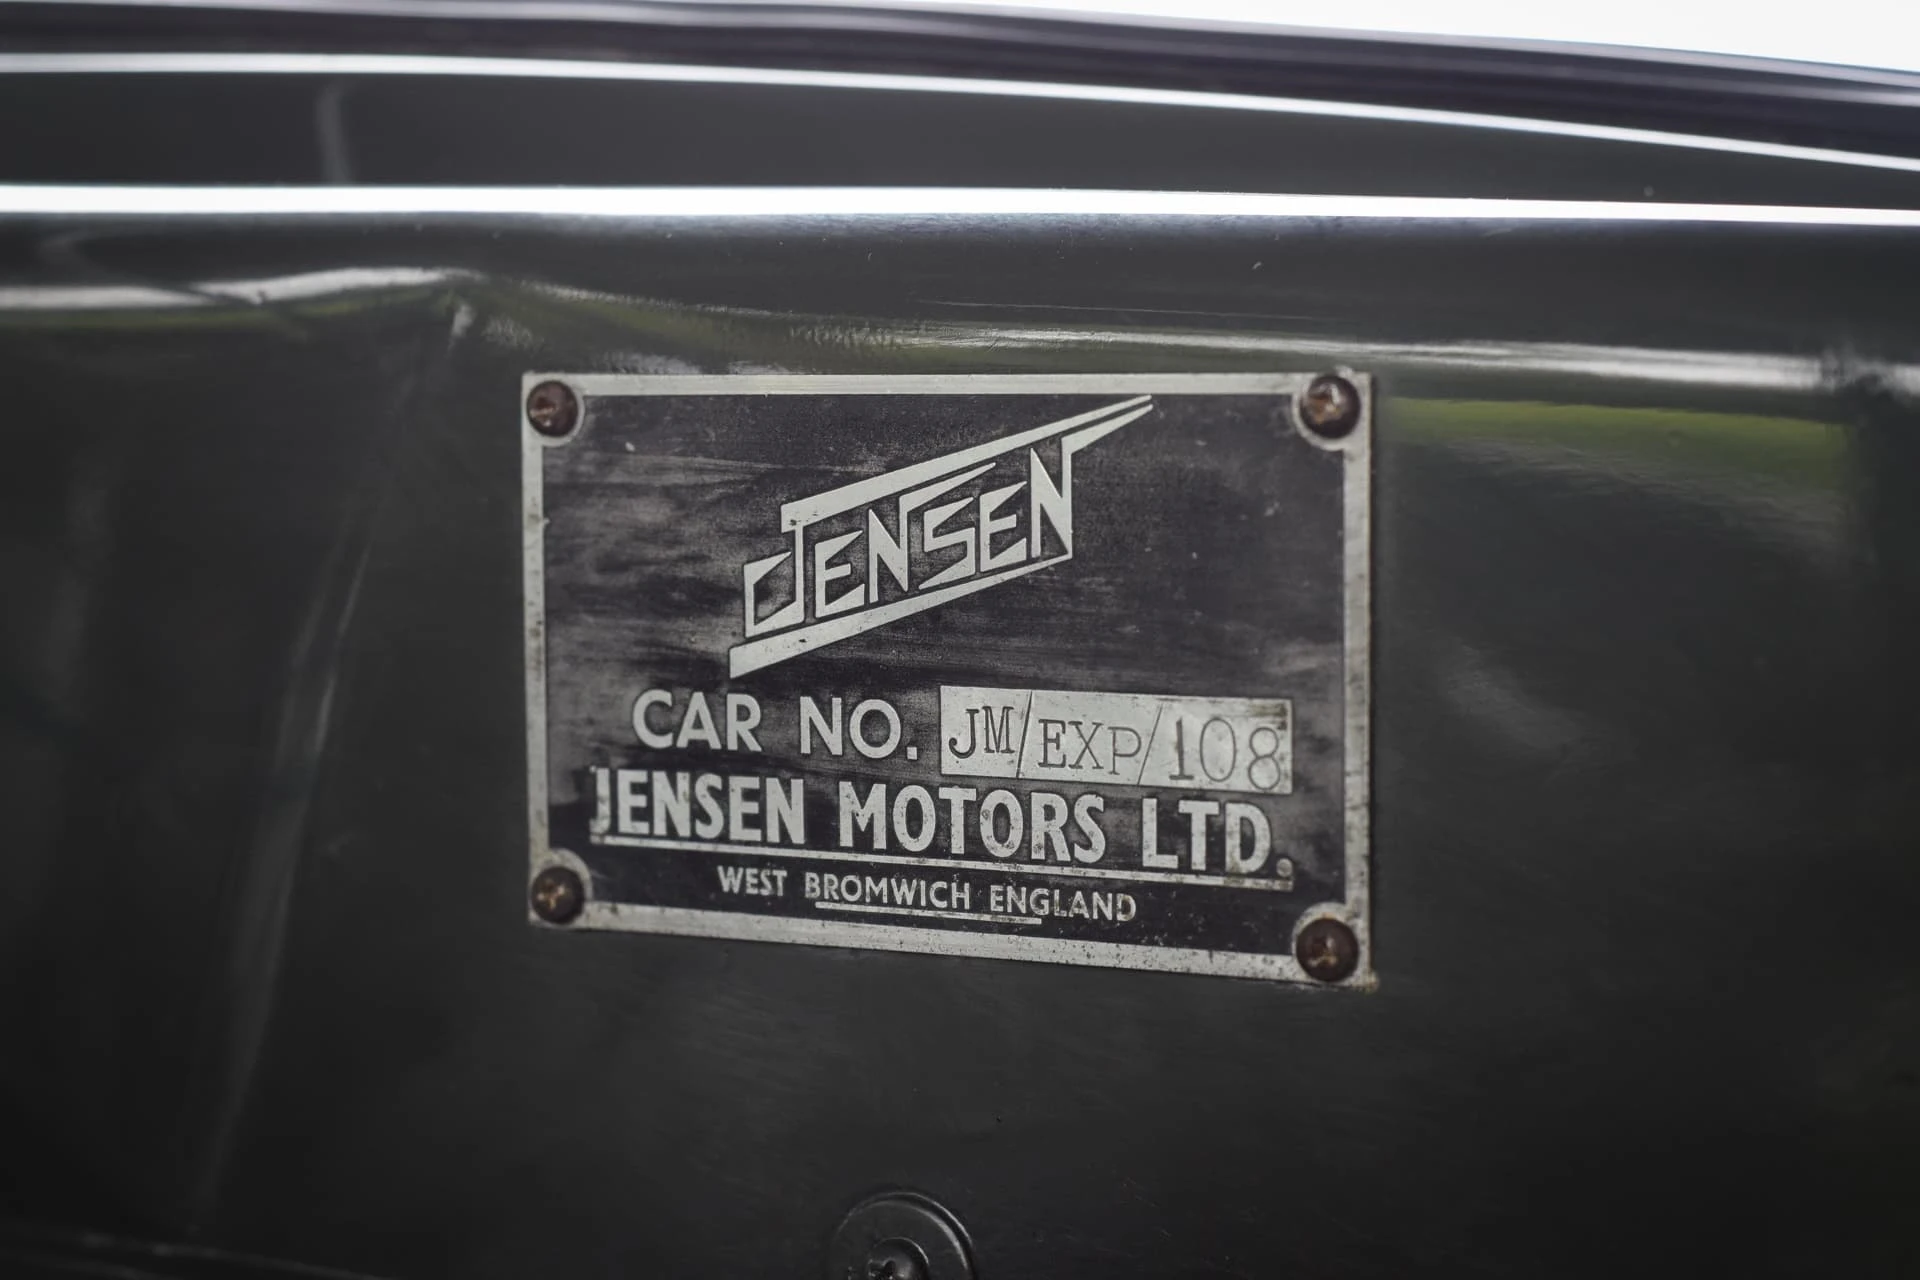 JENSEN
CAR NO. JM/EXP/108
JENSEN MOTORS LTD.
WEST BROMWICH ENGLAND